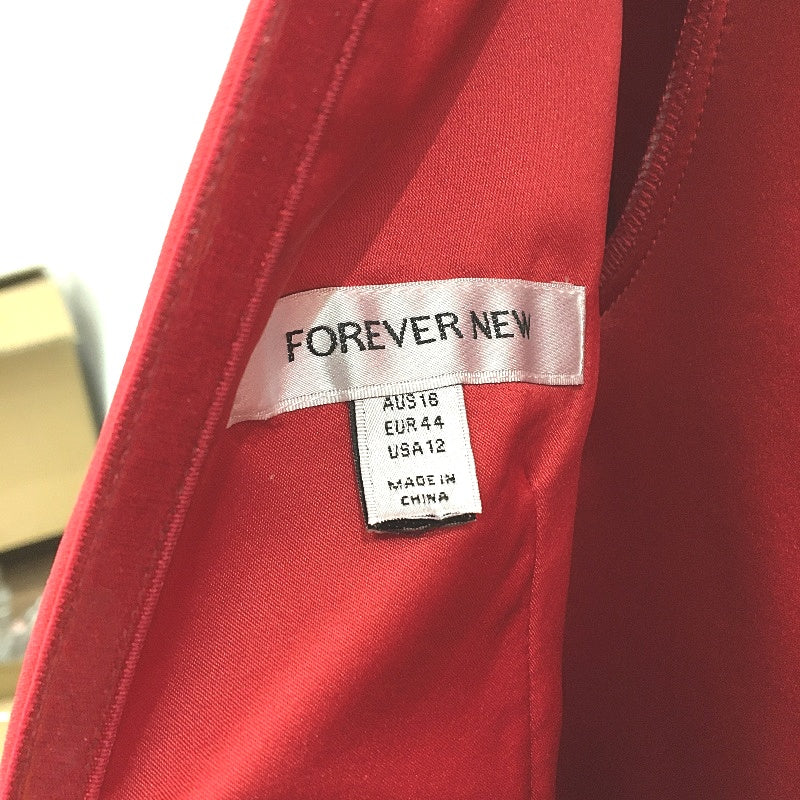 FOREVER NEW
AUS 16
EUR 44
USA 12
MADE IN
CHINA